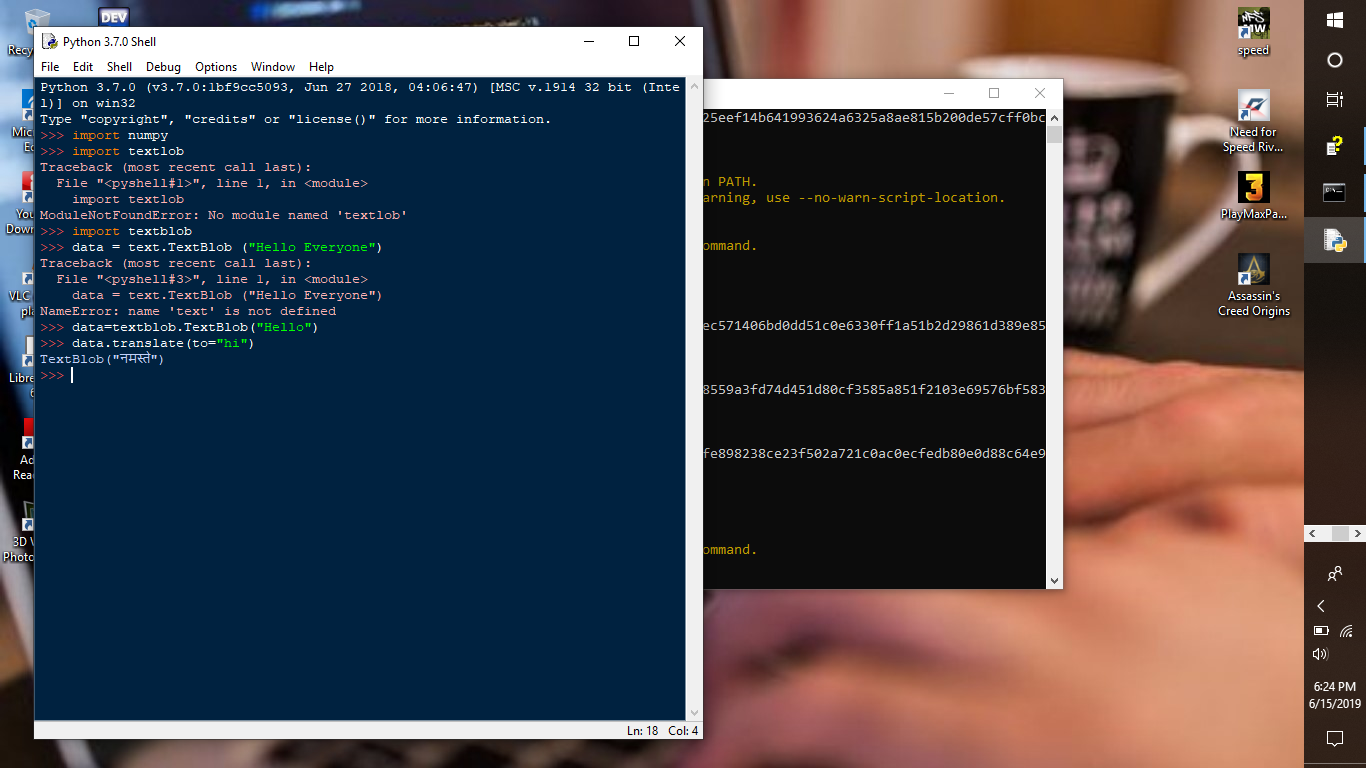 DEV
Recy
Micr
Ed
You
Down
VLC
pla
Libre
6
Ad
Read
3D V
Photo
Python 3.7.0 Shell
File Edit Shell Debug Options Window Help
Python 3.7.0 (v3.7.0:1bf9cc5093, Jun 27 2018, 04:06:47) [MSC v.1914 32 bit (Inte
l)] on win32
Type "copyright", "credits" or "license()" for more information.
>>> import numpy
>>> import textlob
Traceback (most recent call last):
  File "<pyshell#1>", line 1, in <module>
    import textlob
ModuleNotFoundError: No module named 'textlob'
>>> import textblob
>>> data = text.TextBlob ("Hello Everyone")
Traceback (most recent call last):
  File "<pyshell#3>", line 1, in <module>
    data = text.TextBlob ("Hello Everyone")
NameError: name 'text' is not defined
>>> data=textblob.TextBlob("Hello")
>>> data.translate(to="hi")
TextBlob("नमस्ते")
>>>
Ln: 18 Col: 4
25eef14b641993624a6325a8ae815b200de57cff0bc
n PATH.
arning, use --no-warn-script-location.
ommand.
ec571406bd0dd51c0e6330ff1a51b2d29861d389e85
8559a3fd74d451d80cf3585a851f2103e69576bf583
fe898238ce23f502a721c0ac0ecfedb80e0d88c64e9
ommand.
speed
Need for
Speed Riv...
PlayMaxPa...
Assassin's
Creed Origins
6:24 PM
6/15/2019